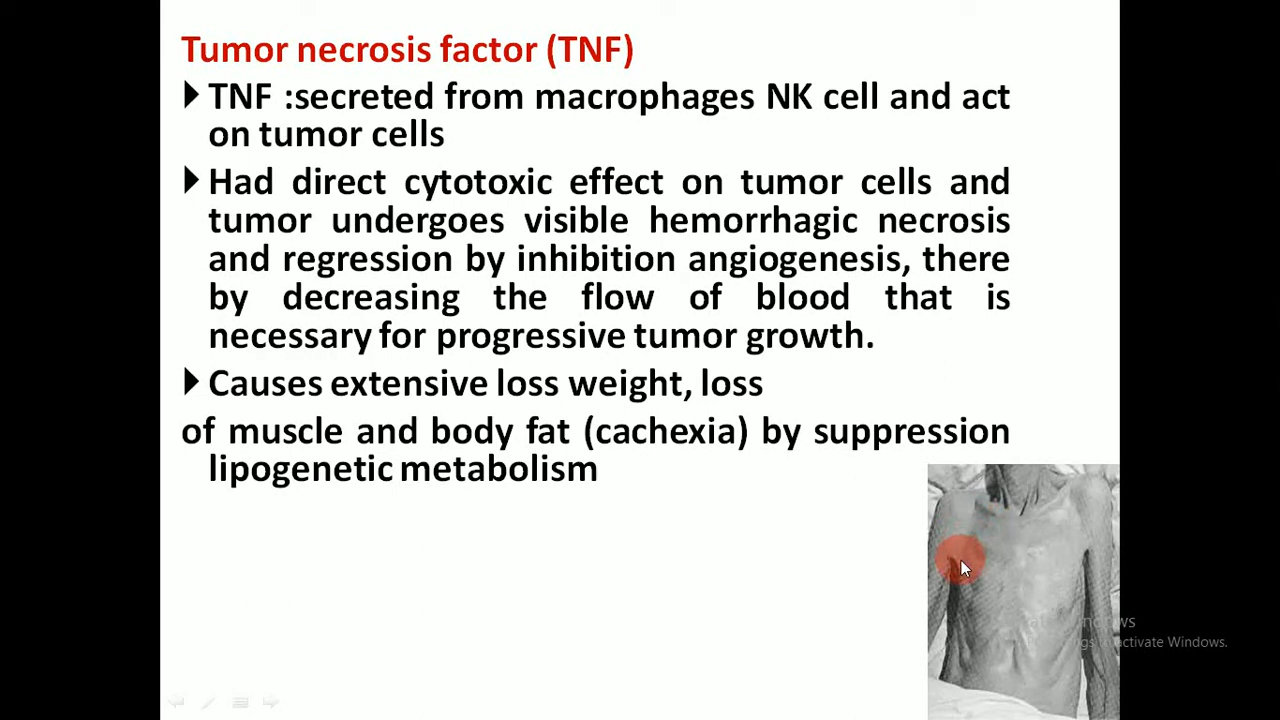 Tumor necrosis factor (TNF)
TNF :secreted from macrophages NK cell and act
on tumor cells
Had direct cytotoxic effect on tumor cells and
tumor undergoes visible hemorrhagic necrosis
and regression by inhibition angiogenesis, there
by decreasing the flow of blood that is
necessary for progressive tumor growth.
Causes extensive loss weight, loss
of muscle and body fat (cachexia) by suppression
lipogenetic metabolism
activate Windows.